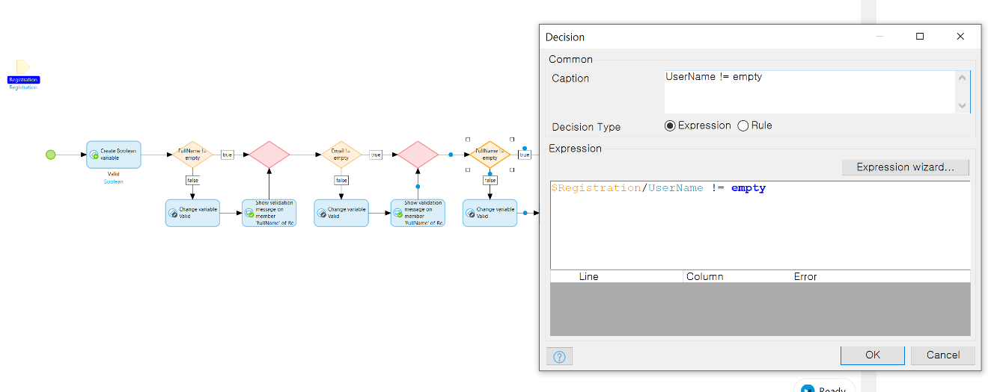 Registration
Registration
Create Boolean
variable
Valid
Boolean
FullName !=
empty
true
false
Change variable
Valid
Show validation
message on
member
'FullName' of Re
Email !=
empty
true
false
Change variable
Valid
Show validation
message on
member
'FullName' of Re
FullName !=
empty
true
false
Change variable
Valid
Decision
Common
Caption
UserName != empty
Decision Type
Expression
Rule
Expression
Expression wizard...
$Registration/UserName != empty
Line
Column
Error
?
OK
Cancel
Ready